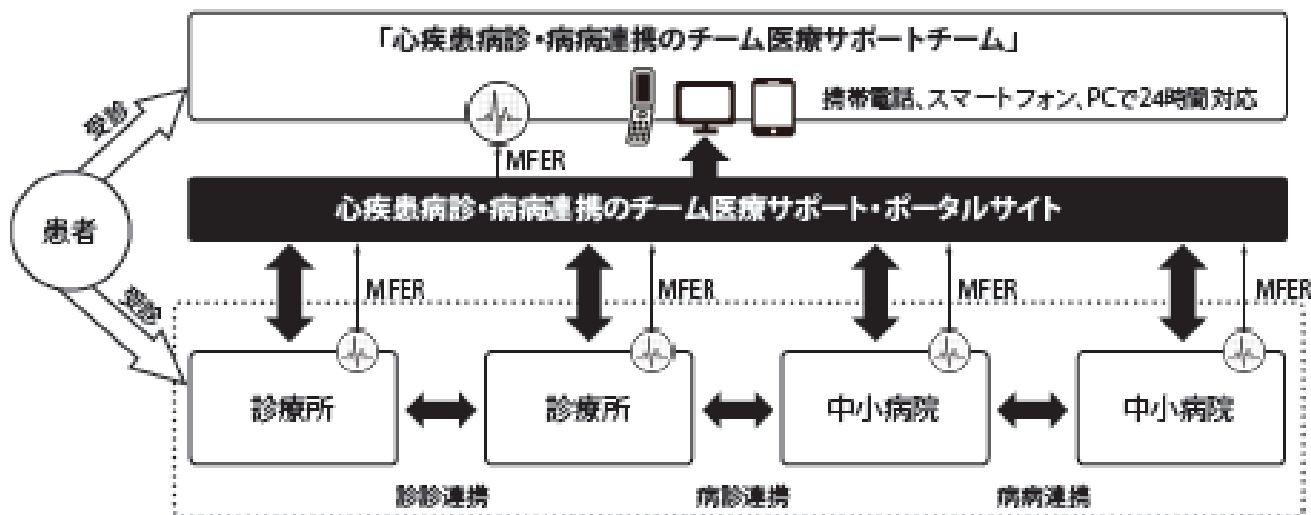 「心疾患病診・病病連携のチーム医療サポートチーム」
携帯電話、スマートフォン、PCで24時間対応
受診
MFER
心疾患病診・病病連携のチーム医療サポート・ポータルサイト
患者
受診
MFER
MFER
MFER
MFER
診療所
診療所
中小病院
中小病院
診診連携
病診連携
病病連携